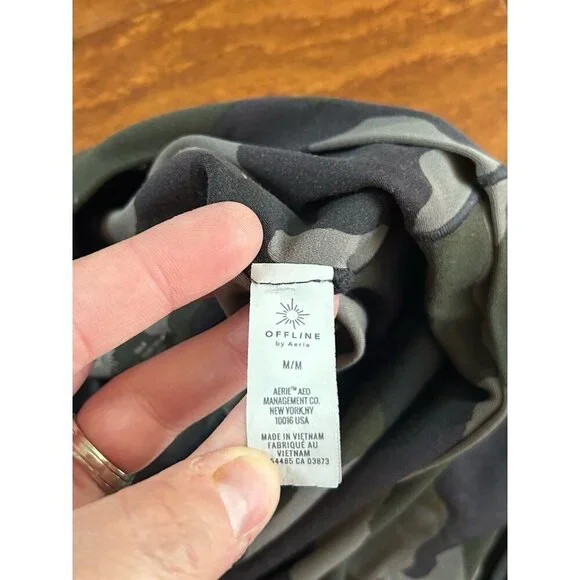 OFFLINE
by Aerie
M/M
AERIE™ AEO
MANAGEMENT CO.
NEW YORK,NY
10016 USA
MADE IN VIETNAM
FABRIQUÉ AU
VIETNAM
54485 CA 03873